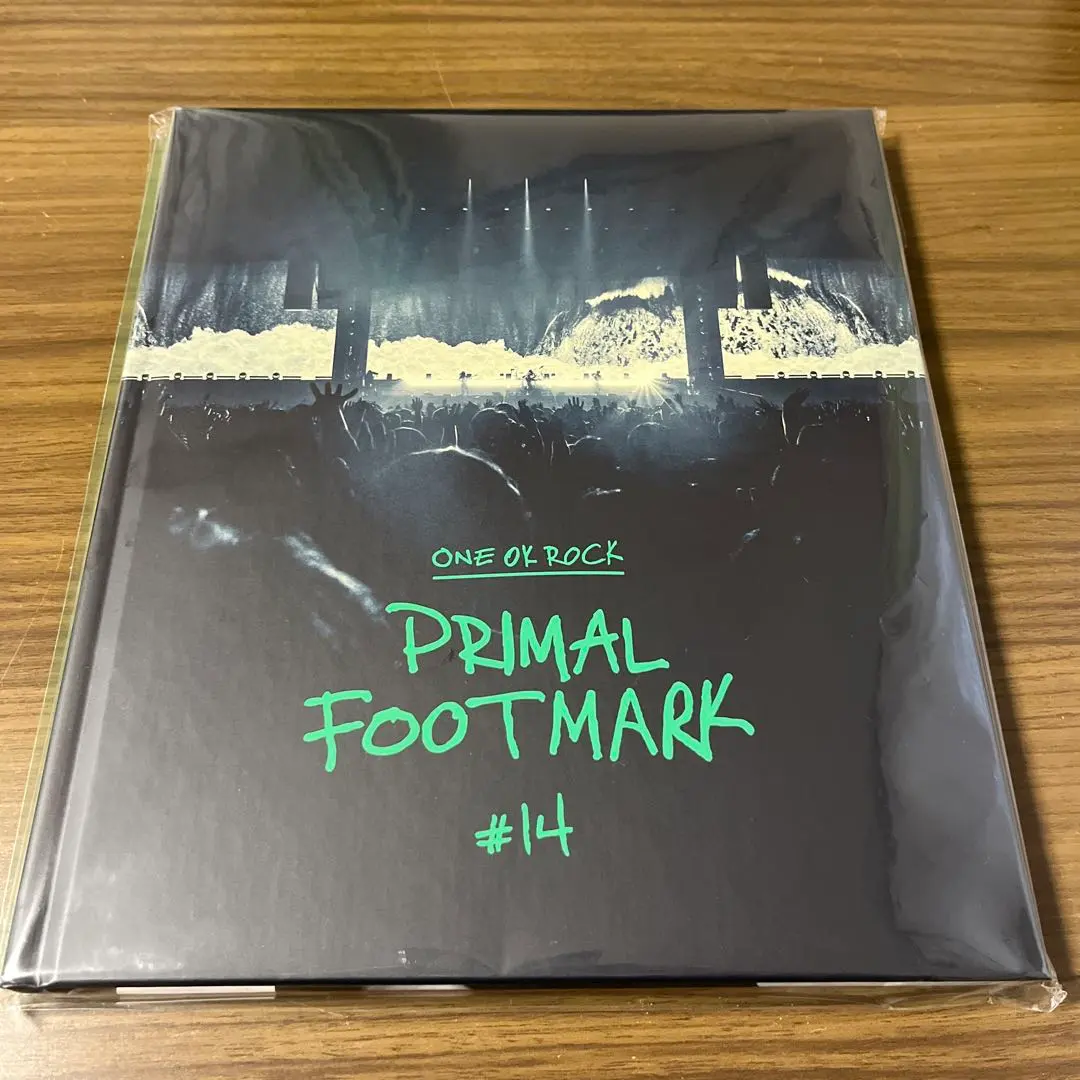 ONE OK ROCK
PRIMAL
FOOTMARK
#14